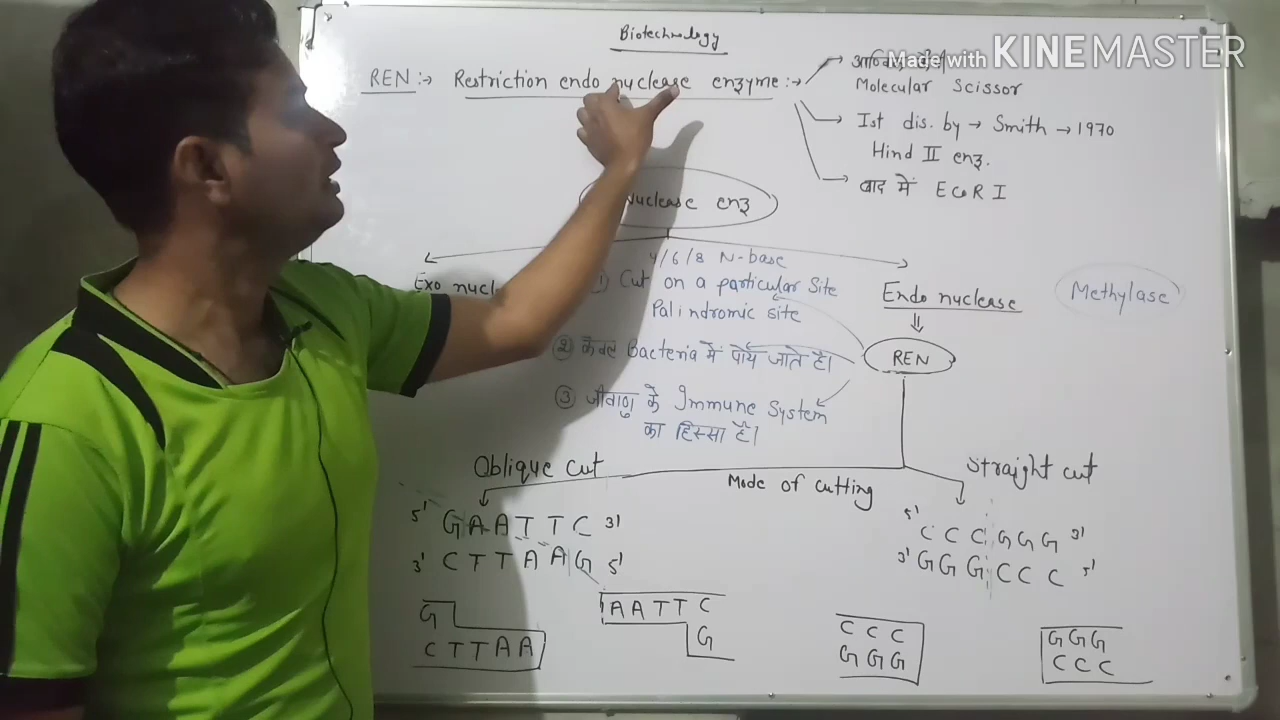 Biotechnology
Made with KINEMASTER
REN :→ Restriction endo nuclease enzyme :→
Molecular Scissor
Ist dis. by → Smith → 1970
Hind II enz.
बाद में EcoR I
Nuclease enz
Exo nucl
4/6/8 N-base
1) Cut on a particular Site
Palindromic site
② केवल Bacteria में पाये जाते है।
③ जीवाणु के Immune System
का हिस्सा है।
Endo nuclease
⇓
REN
Methylase
Mode of cutting
Oblique cut
5' G A A T T C 3'
3' C T T A A G 5'
G
C T T A A
A A T T C
G
Straight cut
5' C C C G G G 3'
3' G G G C C C 5'
C C C
G G G
G G G
C C C